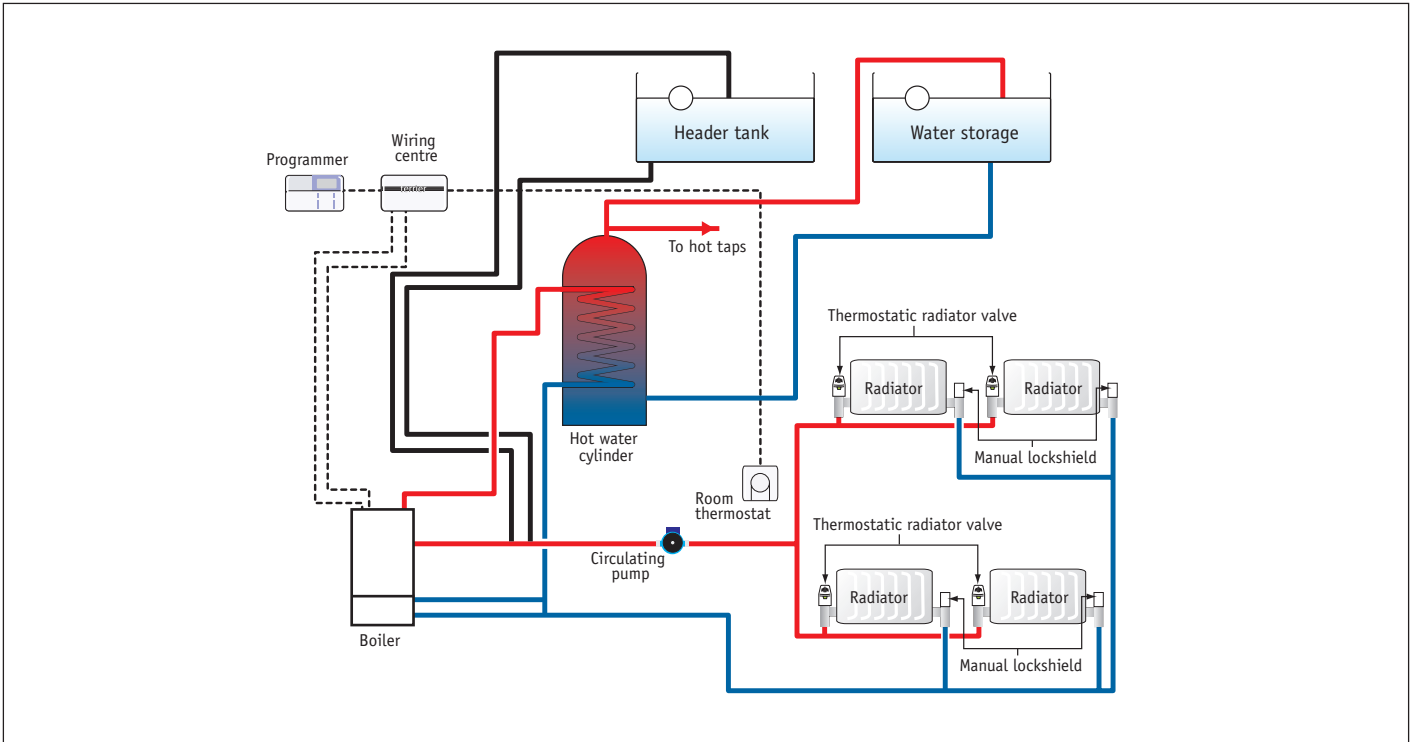 Header tank
Water storage
Wiring
centre
Programmer
To hot taps
Thermostatic radiator valve
Radiator
Radiator
Manual lockshield
Hot water
cylinder
Room
thermostat
Thermostatic radiator valve
Circulating
pump
Radiator
Radiator
Boiler
Manual lockshield